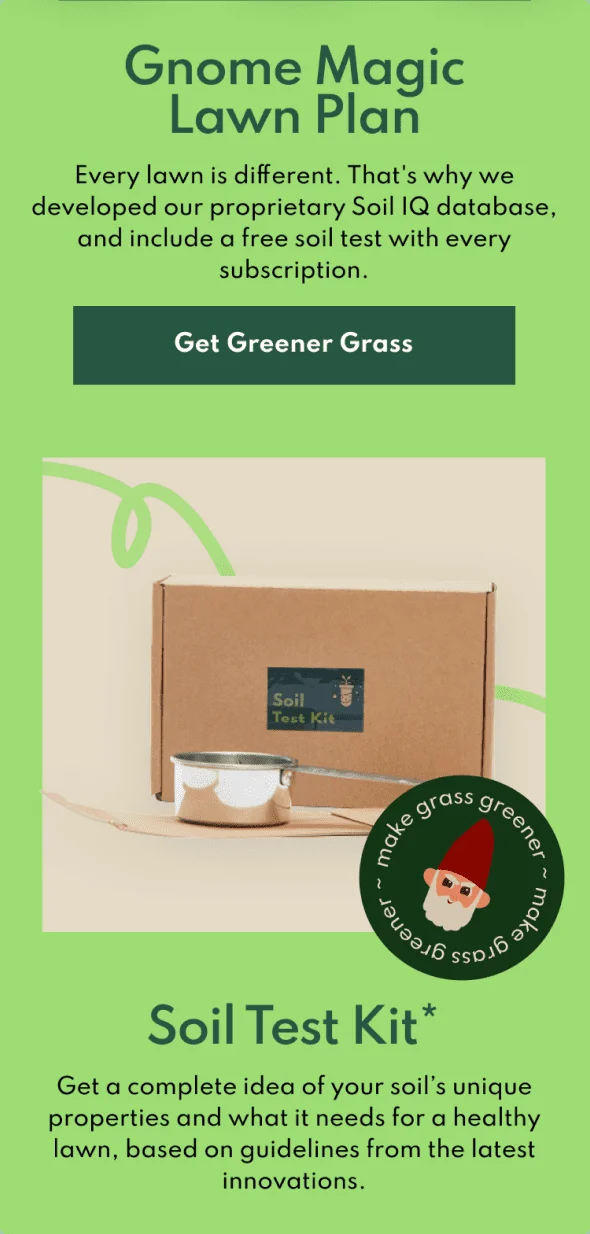 Gnome Magic
Lawn Plan
Every lawn is different. That's why we
developed our proprietary Soil IQ database,
and include a free soil test with every
subscription.
Get Greener Grass
Soil
Test Kit
make grass greener ~ make grass greener ~
Soil Test Kit*
Get a complete idea of your soil’s unique
properties and what it needs for a healthy
lawn, based on guidelines from the latest
innovations.